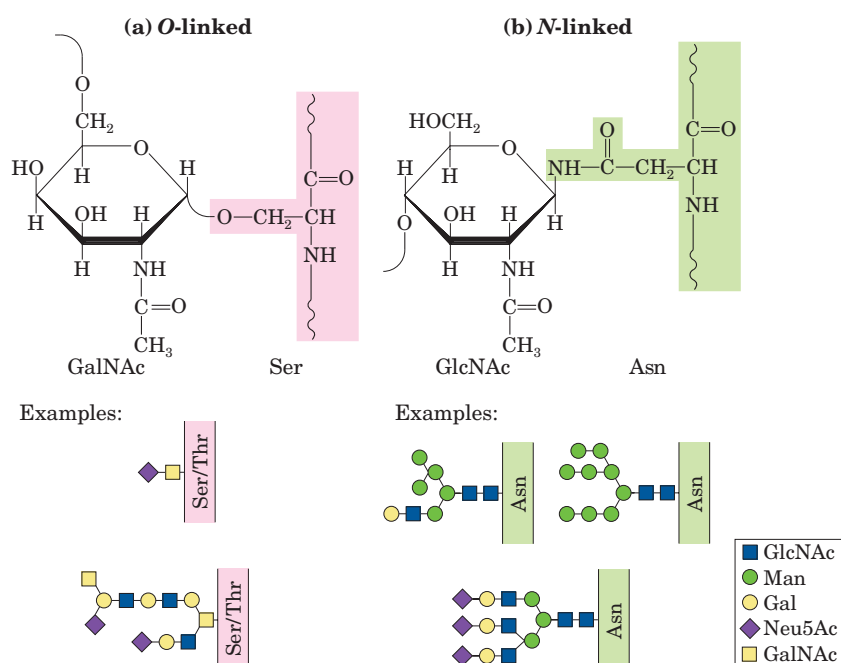 (a) O-linked
(b) N-linked
O
CH2
O
HO
H
H
H
OH
H
H
H
NH
C=O
CH3
O
CH2
CH
C=O
NH
GalNAc
Ser
HOCH2
O
H
H
O
H
OH
H
H
H
NH
C=O
CH3
NH
C
O
CH2
CH
C=O
NH
GlcNAc
Asn
Examples:
Examples:
Ser/Thr
Asn
Asn
Ser/Thr
Asn
GlcNAc
Man
Gal
Neu5Ac
GalNAc